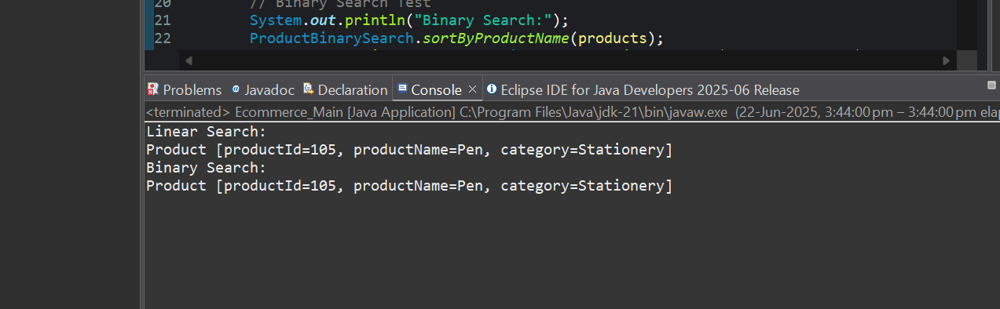 20 // Binary Search Test
21 System.out.println("Binary Search:");
22 ProductBinarySearch.sortByProductName(products);
Problems Javadoc Declaration Console Eclipse IDE for Java Developers 2025-06 Release
<terminated> Ecommerce_Main [Java Application] C:\Program Files\Java\jdk-21\bin\javaw.exe (22-Jun-2025, 3:44:00 pm – 3:44:00 pm elap
Linear Search:
Product [productId=105, productName=Pen, category=Stationery]
Binary Search:
Product [productId=105, productName=Pen, category=Stationery]